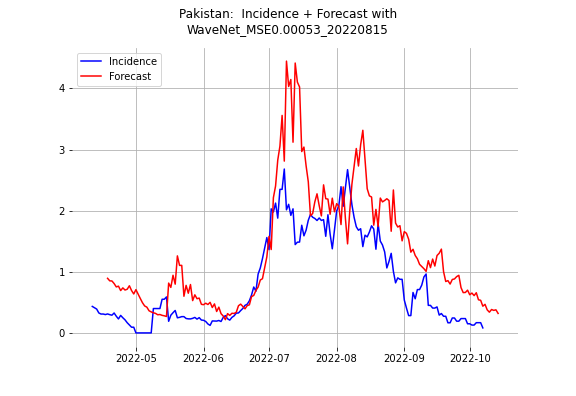 Pakistan:  Incidence + Forecast with
WaveNet_MSE0.00053_20220815
Incidence
Forecast
4
3
2
1
0
2022-05 2022-06 2022-07 2022-08 2022-09 2022-10